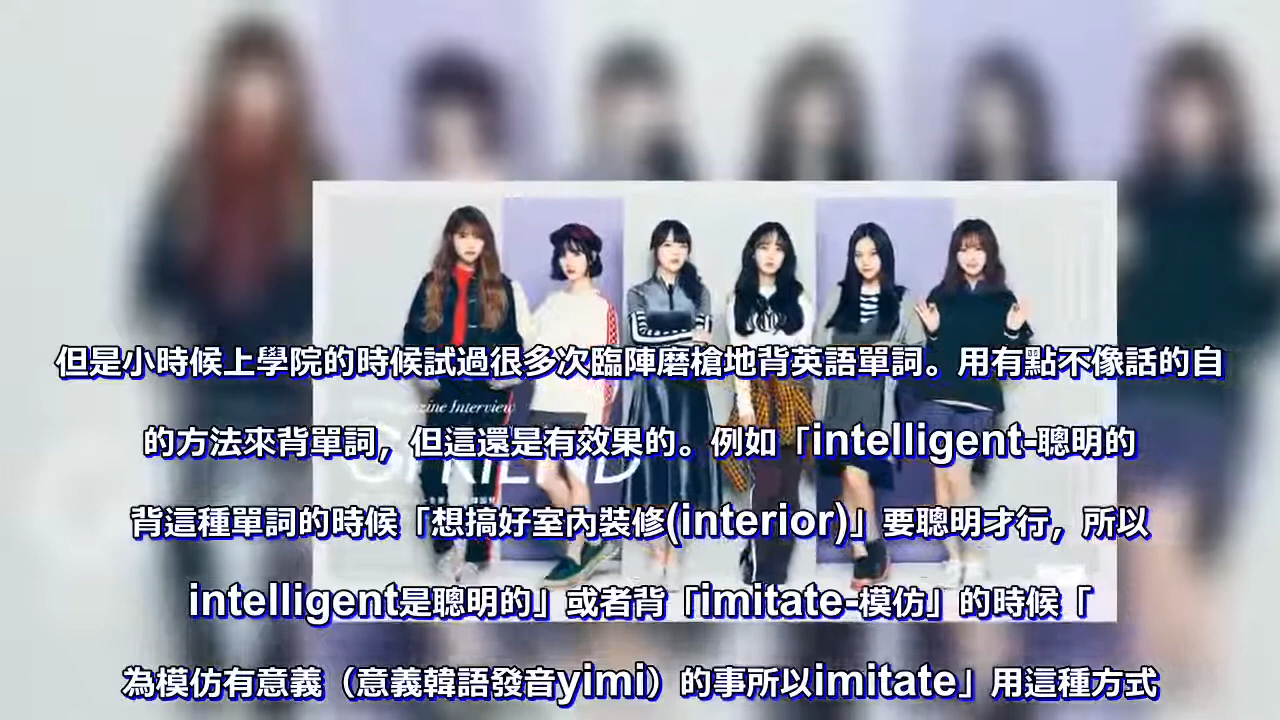 但是小時候上學院的時候試過很多次臨陣磨槍地背英語單詞。用有點不像話的自
zine Interview
的方法來背單詞，但這還是有效果的。例如「intelligent-聰明的
GFRIEND
背這種單詞的時候「想搞好室內裝修(interior)」要聰明才行，所以
intelligent是聰明的」或者背「imitate-模仿」的時候「
為模仿有意義（意義韓語發音yimi）的事所以imitate」用這種方式